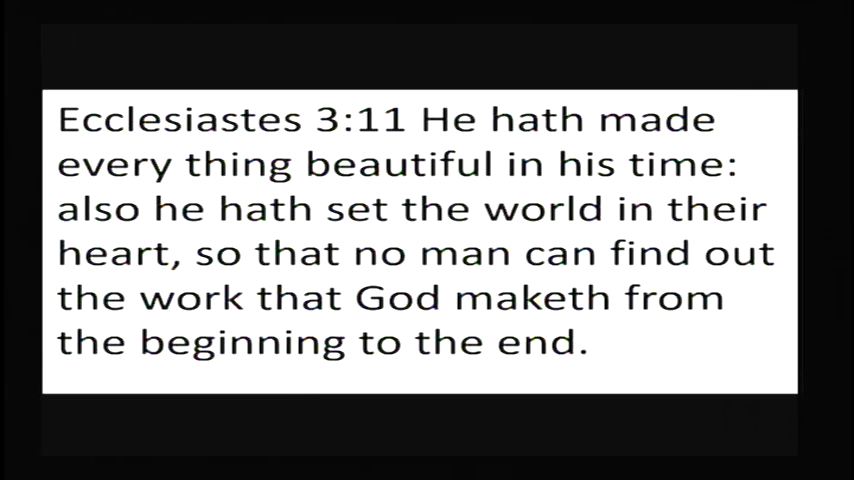 Ecclesiastes 3:11 He hath made
every thing beautiful in his time:
also he hath set the world in their
heart, so that no man can find out
the work that God maketh from
the beginning to the end.